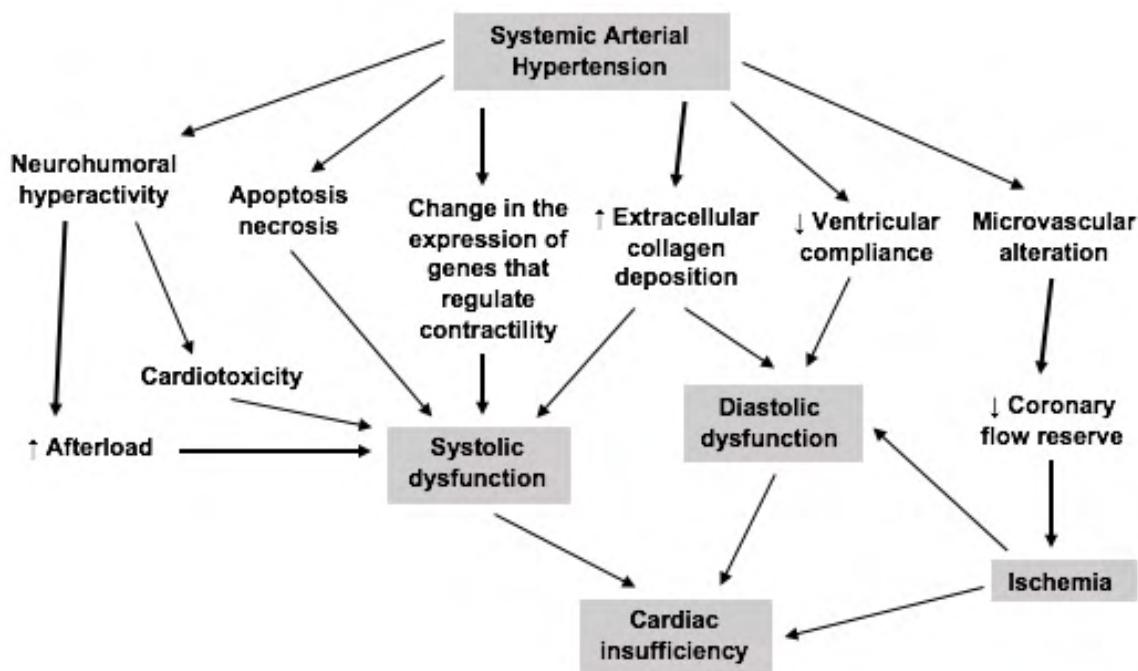 Systemic Arterial
Hypertension
Neurohumoral
hyperactivity
Apoptosis
necrosis
Change in the
expression of
genes that
regulate
contractility
↑ Extracellular
collagen
deposition
↓ Ventricular
compliance
Microvascular
alteration
Cardiotoxicity
↑ Afterload
Systolic
dysfunction
Diastolic
dysfunction
↓ Coronary
flow reserve
Ischemia
Cardiac
insufficiency